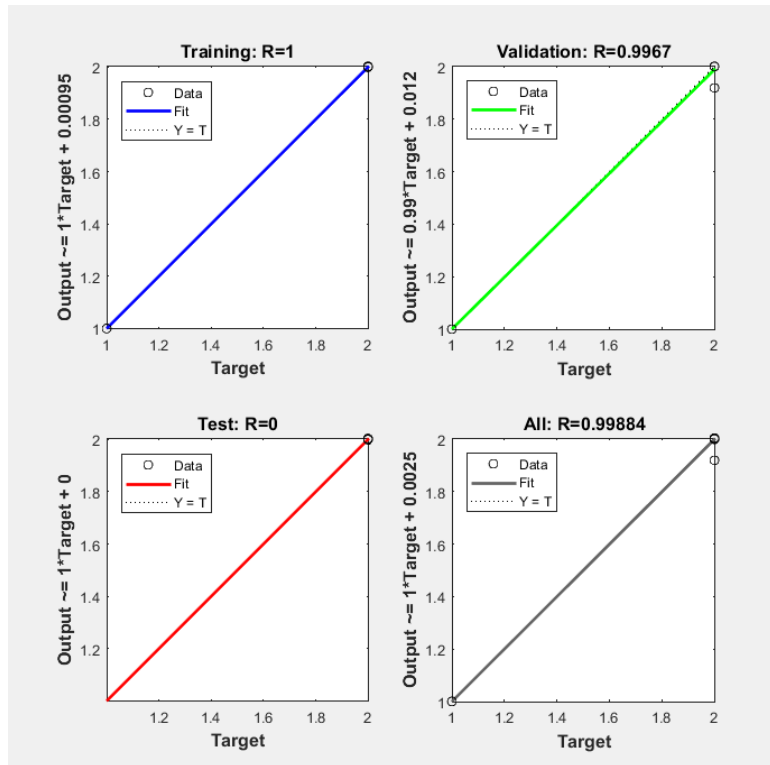 Training: R=1
Output ~= 1*Target + 0.00095
2
1.8
1.6
1.4
1.2
1
Data
Fit
Y = T
1
1.2
1.4
1.6
1.8
2
Target
Validation: R=0.9967
Output ~= 0.99*Target + 0.012
2
1.8
1.6
1.4
1.2
1
Data
Fit
Y = T
1
1.2
1.4
1.6
1.8
2
Target
Test: R=0
Output ~= 1*Target + 0
2
1.8
1.6
1.4
1.2
Data
Fit
Y = T
1.2
1.4
1.6
1.8
2
Target
All: R=0.99884
Output ~= 1*Target + 0.0025
2
1.8
1.6
1.4
1.2
1
Data
Fit
Y = T
1
1.2
1.4
1.6
1.8
2
Target